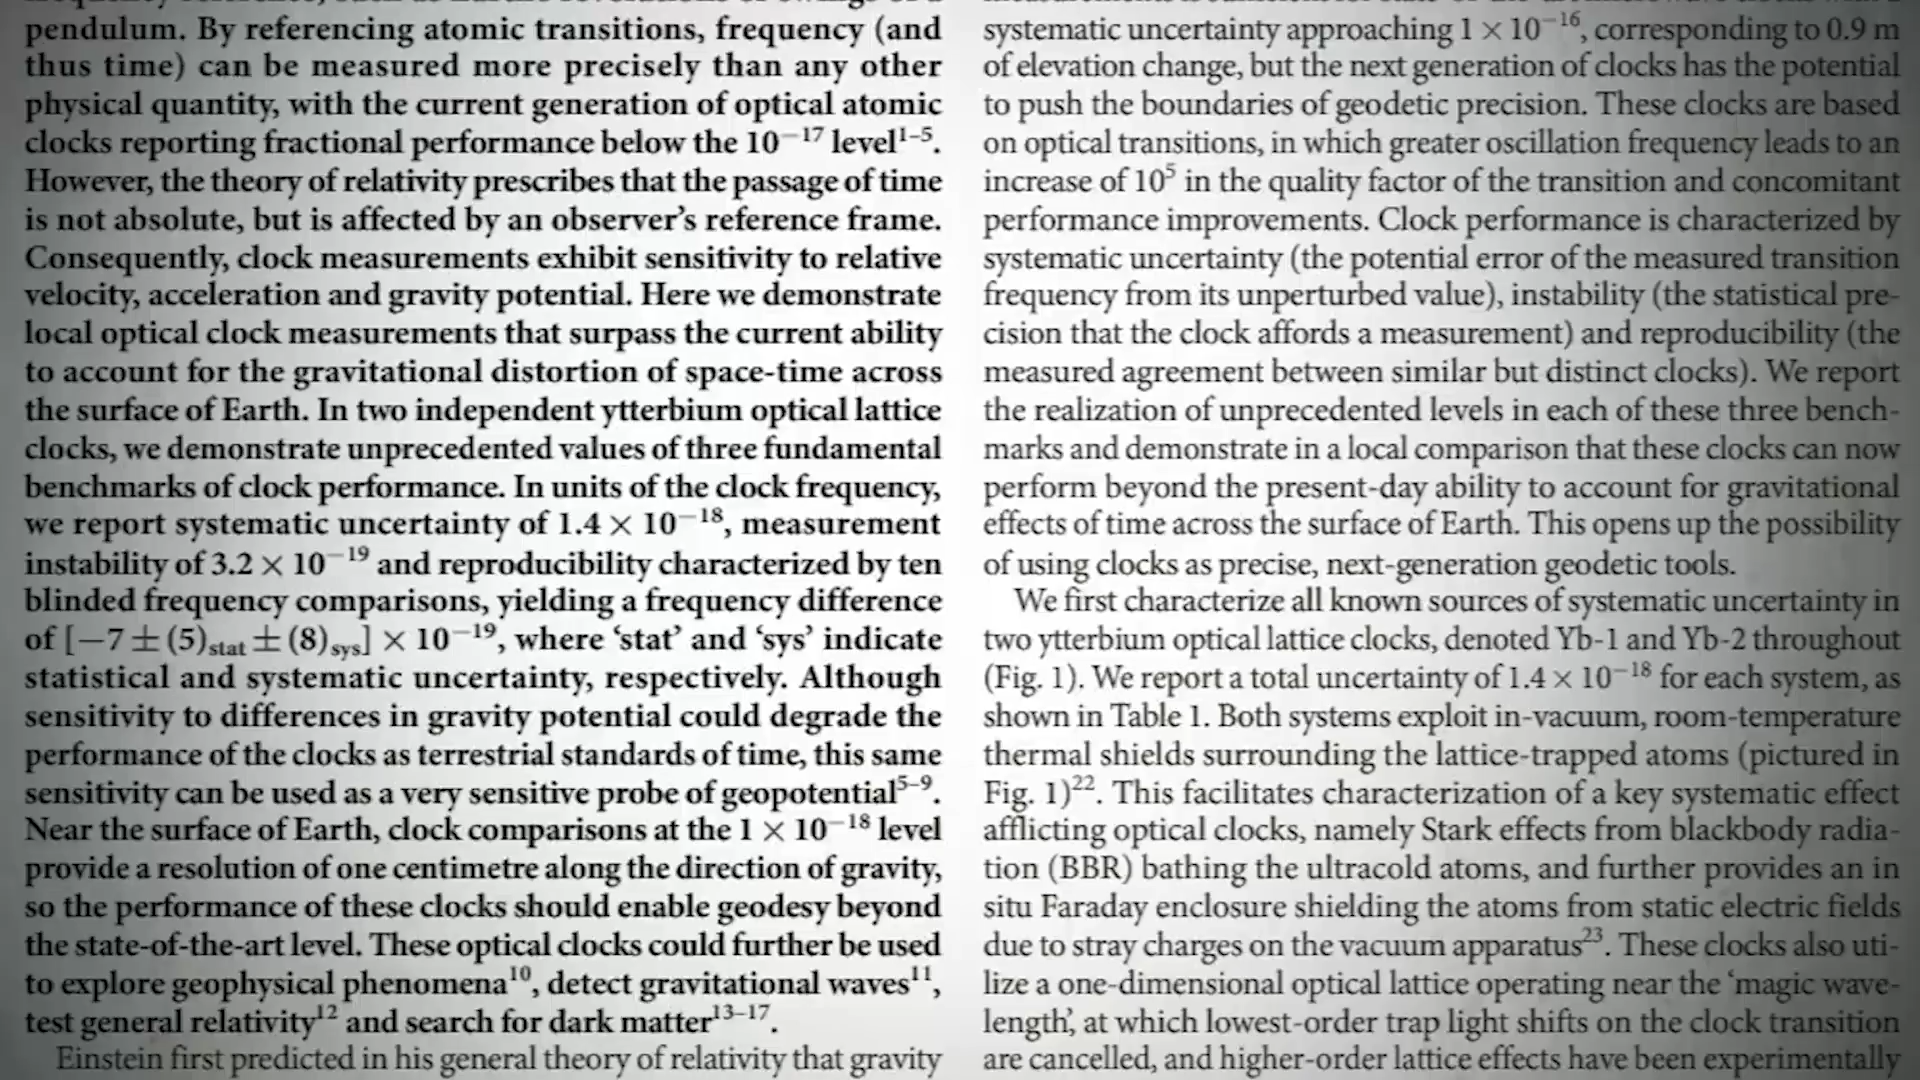 pendulum. By referencing atomic transitions, frequency (and
thus time) can be measured more precisely than any other
physical quantity, with the current generation of optical atomic
clocks reporting fractional performance below the 10⁻¹⁷ level¹⁻⁵.
However, the theory of relativity prescribes that the passage of time
is not absolute, but is affected by an observer’s reference frame.
Consequently, clock measurements exhibit sensitivity to relative
velocity, acceleration and gravity potential. Here we demonstrate
local optical clock measurements that surpass the current ability
to account for the gravitational distortion of space-time across
the surface of Earth. In two independent ytterbium optical lattice
clocks, we demonstrate unprecedented values of three fundamental
benchmarks of clock performance. In units of the clock frequency,
we report systematic uncertainty of 1.4 × 10⁻¹⁸, measurement
instability of 3.2 × 10⁻¹⁹ and reproducibility characterized by ten
blinded frequency comparisons, yielding a frequency difference
of [−7 ± (5)stat ± (8)sys] × 10⁻¹⁹, where ‘stat’ and ‘sys’ indicate
statistical and systematic uncertainty, respectively. Although
sensitivity to differences in gravity potential could degrade the
performance of the clocks as terrestrial standards of time, this same
sensitivity can be used as a very sensitive probe of geopotential⁵⁻⁹.
Near the surface of Earth, clock comparisons at the 1 × 10⁻¹⁸ level
provide a resolution of one centimetre along the direction of gravity,
so the performance of these clocks should enable geodesy beyond
the state-of-the-art level. These optical clocks could further be used
to explore geophysical phenomena¹⁰, detect gravitational waves¹¹,
test general relativity¹² and search for dark matter¹³⁻¹⁷.
Einstein first predicted in his general theory of relativity that gravity
systematic uncertainty approaching 1 × 10⁻¹⁶, corresponding to 0.9 m
of elevation change, but the next generation of clocks has the potential
to push the boundaries of geodetic precision. These clocks are based
on optical transitions, in which greater oscillation frequency leads to an
increase of 10⁵ in the quality factor of the transition and concomitant
performance improvements. Clock performance is characterized by
systematic uncertainty (the potential error of the measured transition
frequency from its unperturbed value), instability (the statistical pre-
cision that the clock affords a measurement) and reproducibility (the
measured agreement between similar but distinct clocks). We report
the realization of unprecedented levels in each of these three bench-
marks and demonstrate in a local comparison that these clocks can now
perform beyond the present-day ability to account for gravitational
effects of time across the surface of Earth. This opens up the possibility
of using clocks as precise, next-generation geodetic tools.
We first characterize all known sources of systematic uncertainty in
two ytterbium optical lattice clocks, denoted Yb-1 and Yb-2 throughout
(Fig. 1). We report a total uncertainty of 1.4 × 10⁻¹⁸ for each system, as
shown in Table 1. Both systems exploit in-vacuum, room-temperature
thermal shields surrounding the lattice-trapped atoms (pictured in
Fig. 1)²². This facilitates characterization of a key systematic effect
afflicting optical clocks, namely Stark effects from blackbody radia-
tion (BBR) bathing the ultracold atoms, and further provides an in
situ Faraday enclosure shielding the atoms from static electric fields
due to stray charges on the vacuum apparatus²³. These clocks also uti-
lize a one-dimensional optical lattice operating near the ‘magic wave-
length’, at which lowest-order trap light shifts on the clock transition
are cancelled, and higher-order lattice effects have been experimentally